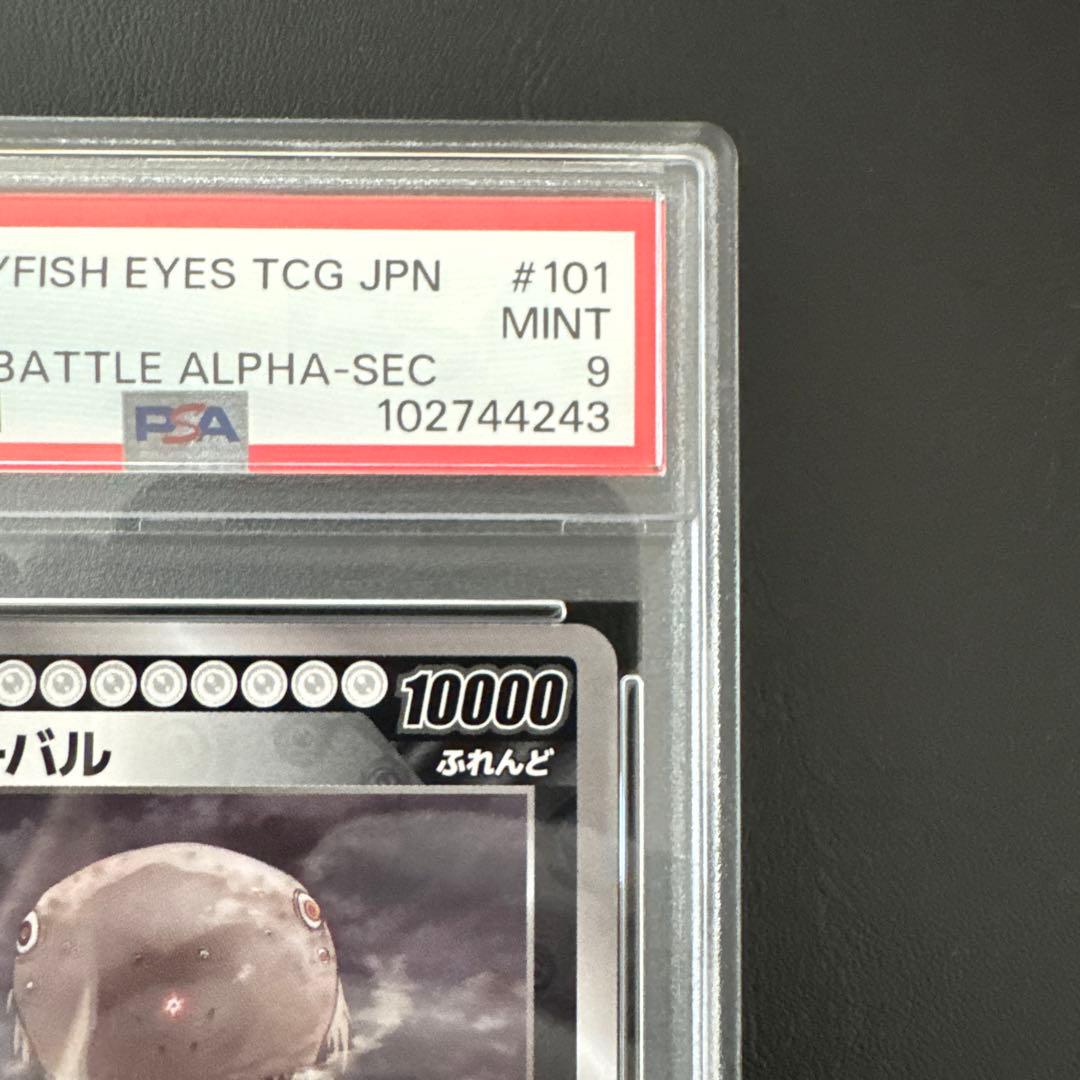 YFISH EYES TCG JPN #101
MINT
BATTLE ALPHA-SEC 9
PSA 102744243
10000
ーバル
ふれんど